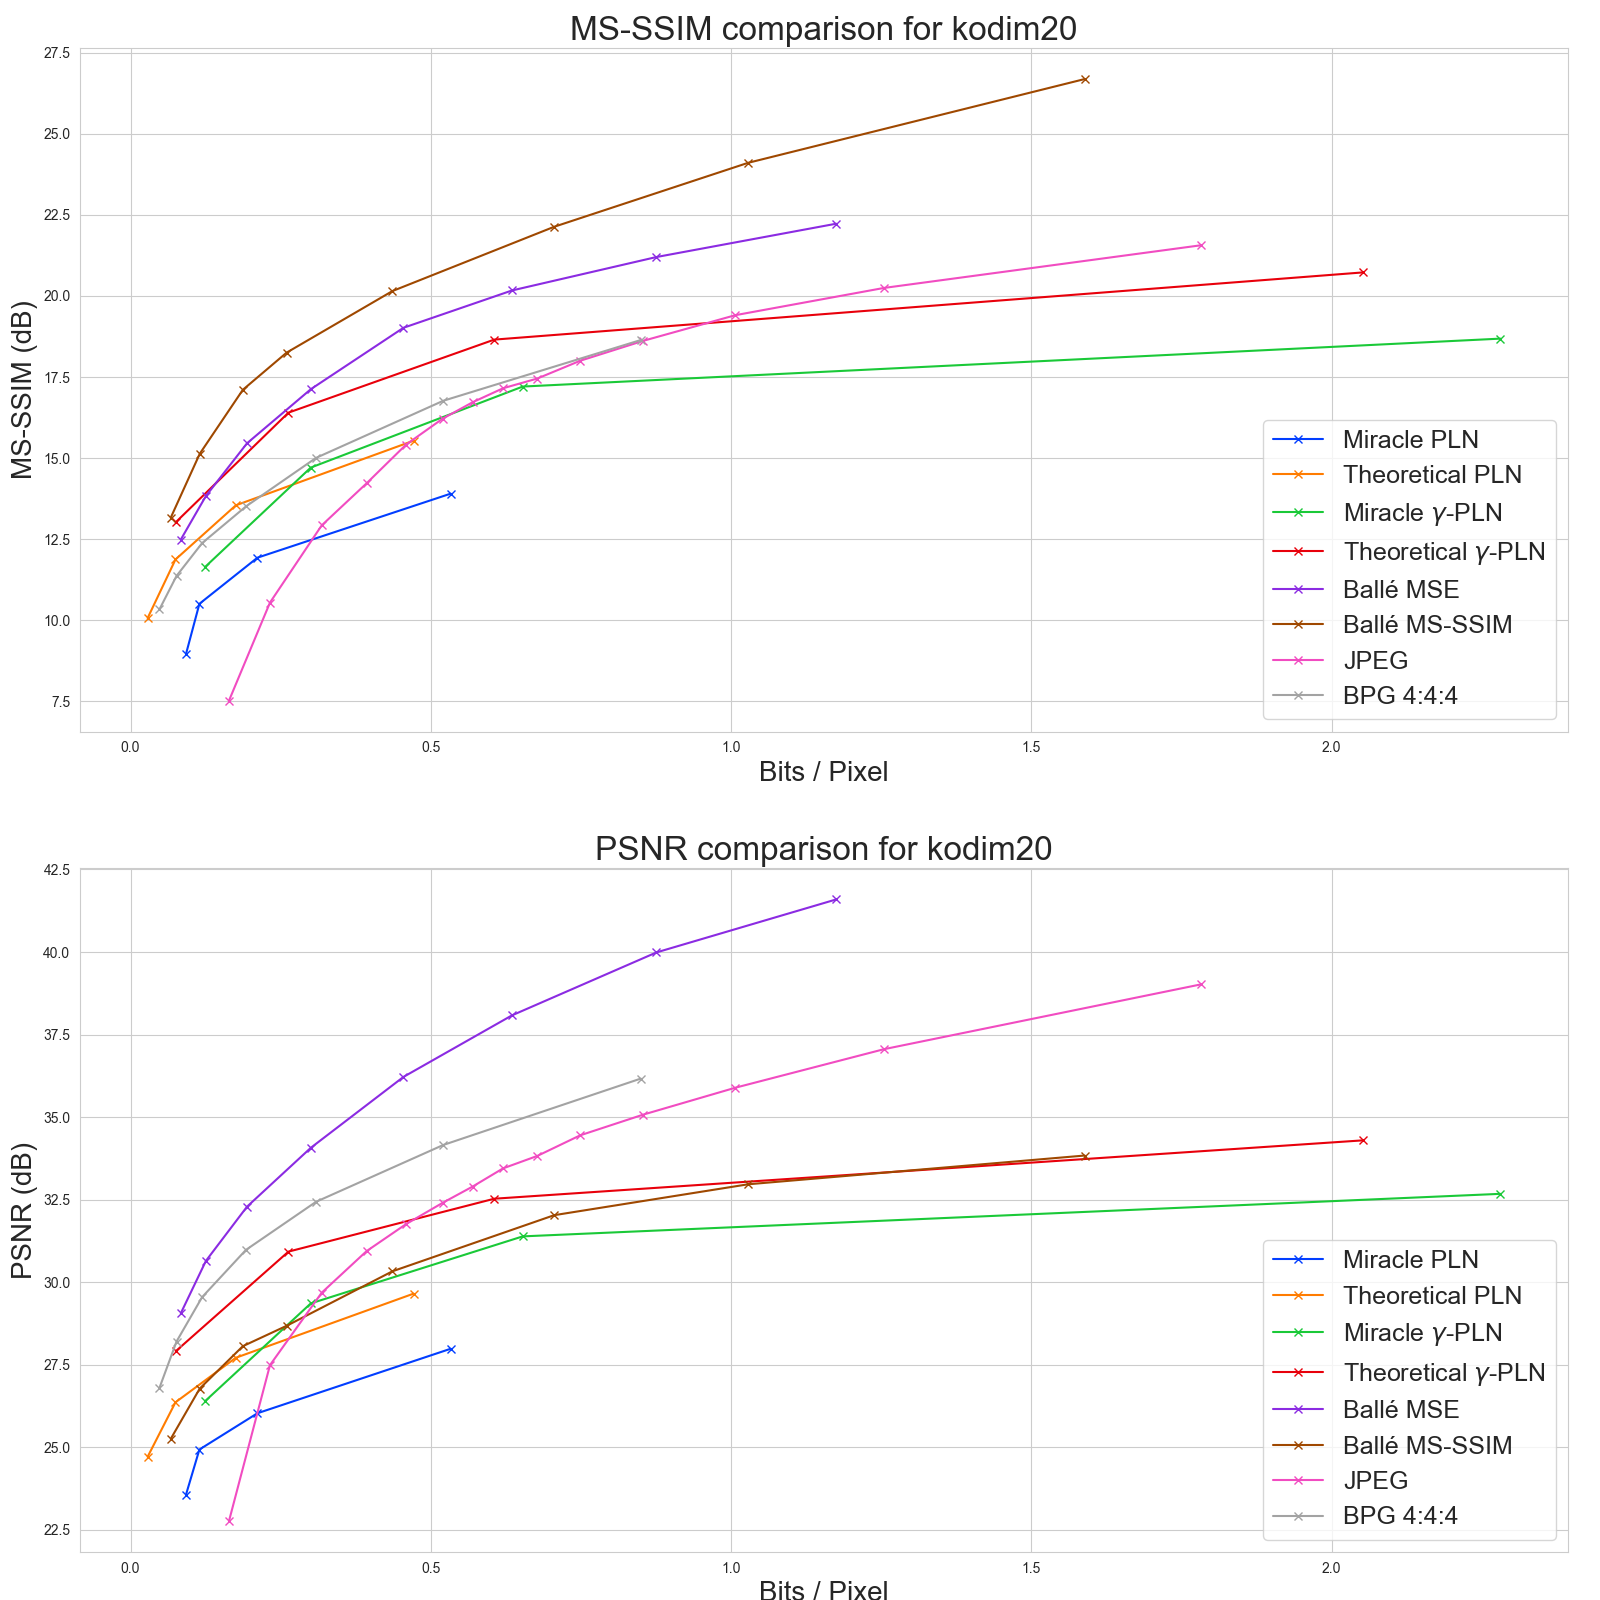 MS-SSIM comparison for kodim20
27.5
25.0
22.5
20.0
17.5
15.0
12.5
10.0
7.5
MS-SSIM (dB)
Miracle PLN
Theoretical PLN
Miracle γ-PLN
Theoretical γ-PLN
Ballé MSE
Ballé MS-SSIM
JPEG
BPG 4:4:4
0.0 0.5 1.0 1.5 2.0
Bits / Pixel
PSNR comparison for kodim20
42.5
40.0
37.5
35.0
32.5
30.0
27.5
25.0
22.5
PSNR (dB)
Miracle PLN
Theoretical PLN
Miracle γ-PLN
Theoretical γ-PLN
Ballé MSE
Ballé MS-SSIM
JPEG
BPG 4:4:4
0.0 0.5 1.0 1.5 2.0
Bits / Pixel